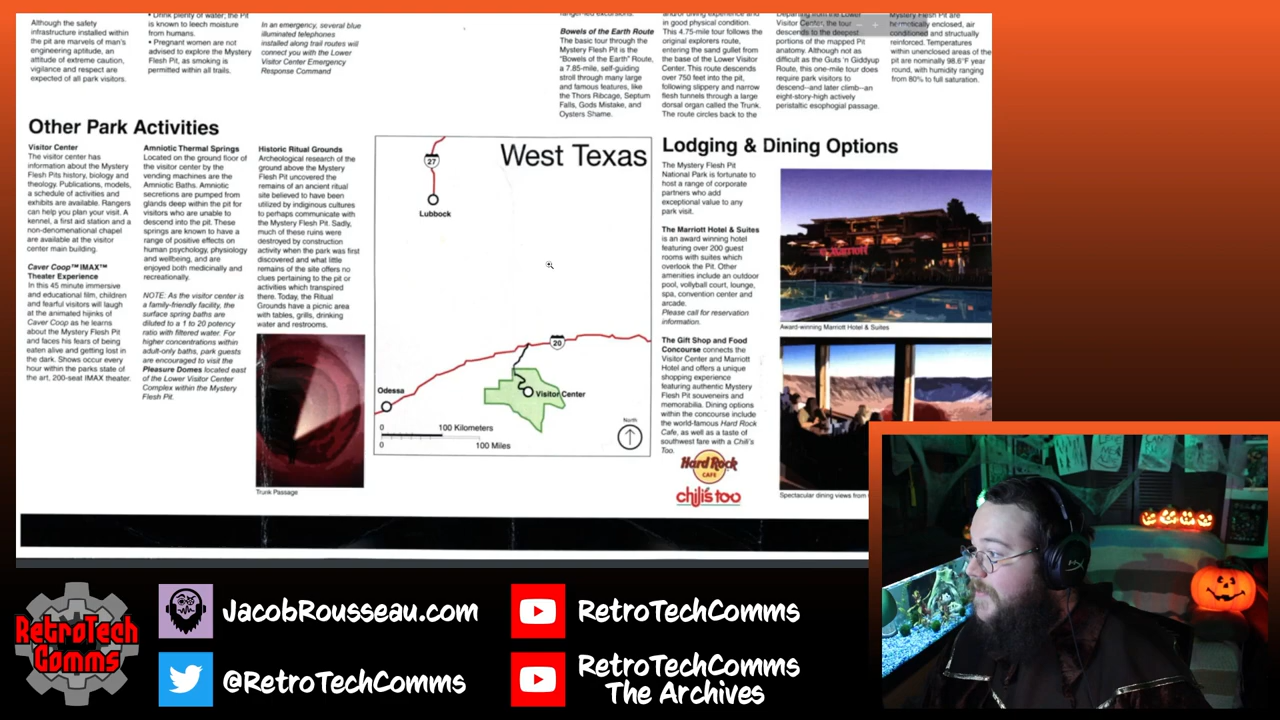 Although the safety
infrastructure installed within
the pit are marvels of man's
engineering aptitude, an
attitude of extreme caution,
vigilance and respect are
expected of all park visitors.
• Drink plenty of water; the Pit
is known to leech moisture
from humans.
• Pregnant women are not
advised to explore the Mystery
Flesh Pit, as smoking is
permitted within all trails.
In an emergency, several blue
illuminated telephones
installed along trail routes will
connect you with the Lower
Visitor Center Emergency
Response Command
Bowels of the Earth Route
The basic tour through the
Mystery Flesh Pit is the
"Bowels of the Earth" Route,
a 7.85-mile, self-guiding
stroll through many large
and famous features, like
the Thors Ribcage, Septum
Falls, Gods Mistake, and
Oysters Shame.
and/or diving experience and
in good physical condition.
This 4.75-mile tour follows the
original explorers route,
entering the sand gullet from
the base of the Lower Visitor
Center. This route descends
over 750 feet into the pit,
following slippery and narrow
flesh tunnels through a large
dorsal organ called the Trunk.
The route circles back to the
Departing from the Lower
Visitor Center, the tour
descends to the deepest
portions of the mapped Pit
anatomy. Although not as
difficult as the Guts 'n Giddyup
Route, this one-mile tour does
require park visitors to
descend--and later climb--an
eight-story-high actively
peristaltic esophogial passage.
Mystery Flesh Pit are
hermetically enclosed, air
conditioned and structurally
reinforced. Temperatures
within unenclosed areas of the
pit are nominally 98.6°F year
round, with humidity ranging
from 80% to full saturation.
Other Park Activities
Visitor Center
The visitor center has
information about the Mystery
Flesh Pits history, biology and
theology. Publications, models,
a schedule of activities and
exhibits are available. Rangers
can help you plan your visit. A
kennel, a first aid station and a
non-denomenational chapel
are available at the visitor
center main building.
Caver Coop™ IMAX™
Theater Experience
In this 45 minute immersive
and educational film, children
and fearful visitors will laugh
at the animated hijinks of
Caver Coop as he learns
about the Mystery Flesh Pit
and faces his fears of being
eaten alive and getting lost in
the dark. Shows occur every
hour within the parks state of
the art, 200-seat IMAX theater.
Amniotic Thermal Springs
Located on the ground floor of
the visitor center by the
vending machines are the
Amniotic Baths. Amniotic
secretions are pumped from
glands deep within the pit for
visitors who are unable to
descend into the pit. These
springs are known to have a
range of positive effects on
human psychology, physiology
and wellbeing, and are
enjoyed both medicinally and
recreationally.
NOTE: As the visitor center is
a family-friendly facility, the
surface spring baths are
diluted to a 1 to 20 potency
ratio with filtered water. For
higher concentrations within
adult-only baths, park guests
are encouraged to visit the
Pleasure Domes located east
of the Lower Visitor Center
Complex within the Mystery
Flesh Pit.
Historic Ritual Grounds
Archeological research of the
ground above the Mystery
Flesh Pit uncovered the
remains of an ancient ritual
site believed to have been
utilized by indiginous cultures
to perhaps communicate with
the Mystery Flesh Pit. Sadly,
much of these ruins were
destroyed by construction
activity when the park was first
discovered and what little
remains of the site offers no
clues pertaining to the pit or
activities which transpired
there. Today, the Ritual
Grounds have a picnic area
with tables, grills, drinking
water and restrooms.
Trunk Passage
West Texas
27
Lubbock
20
Odessa
Visitor Center
0 100 Kilometers
0 100 Miles
North
Lodging & Dining Options
The Mystery Flesh Pit
National Park is fortunate to
host a range of corporate
partners who add
exceptional value to any
park visit.
The Marriott Hotel & Suites
is an award winning hotel
featuring over 200 guest
rooms with suites which
overlook the Pit. Other
amenities include an outdoor
pool, vollyball court, lounge,
spa, convention center and
arcade.
Please call for reservation
information.
The Gift Shop and Food
Concourse connects the
Visitor Center and Marriott
Hotel and offers a unique
shopping experience
featuring authentic Mystery
Flesh Pit souveneirs and
memorabilia. Dining options
within the concourse include
the world-famous Hard Rock
Cafe, as well as a taste of
southwest fare with a Chili's
Too.
Hard Rock
CAFE
chili's too
Marriott
Award-winning Marriott Hotel & Suites
Spectacular dining views from
RetroTech
Comms
JacobRousseau.com
@RetroTechComms
RetroTechComms
RetroTechComms
The Archives